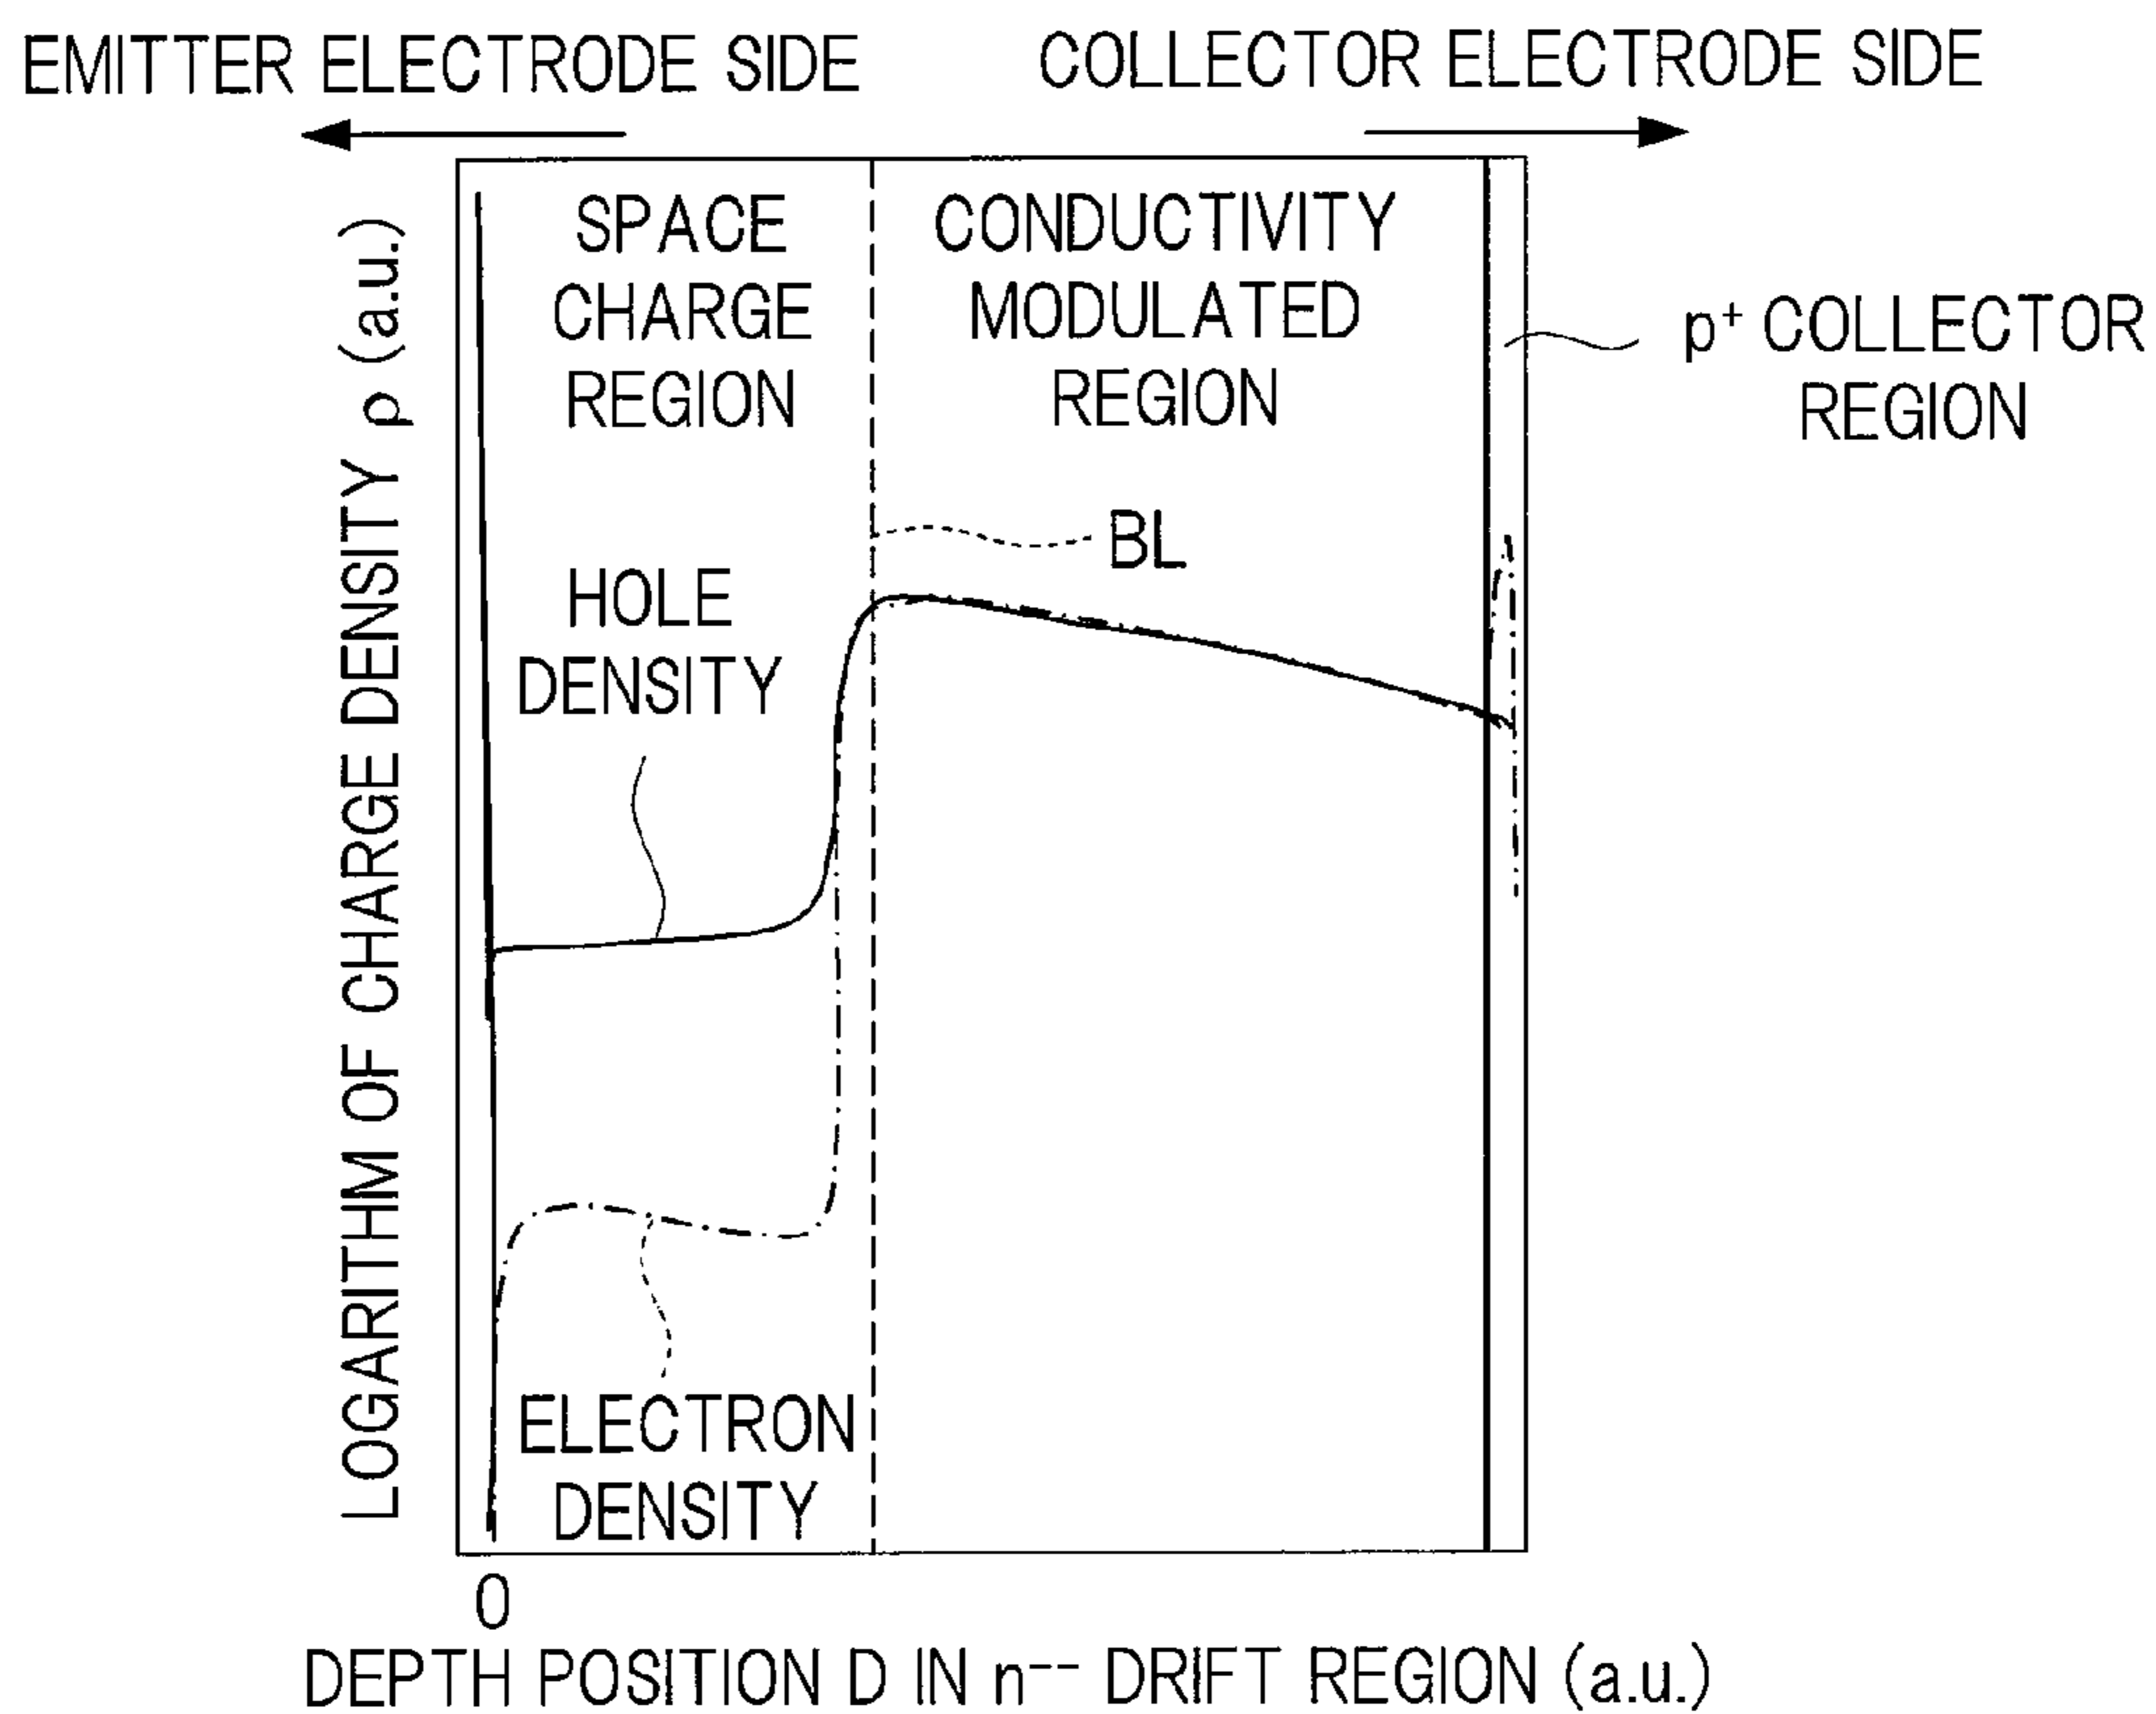 EMITTER ELECTRODE SIDE
COLLECTOR ELECTRODE SIDE
SPACE
CHARGE
REGION
CONDUCTIVITY
MODULATED
REGION
p⁺ COLLECTOR
REGION
BL
HOLE
DENSITY
ELECTRON
DENSITY
LOGARITHM OF CHARGE DENSITY ρ (a.u.)
0
DEPTH POSITION D IN n⁻⁻ DRIFT REGION (a.u.)